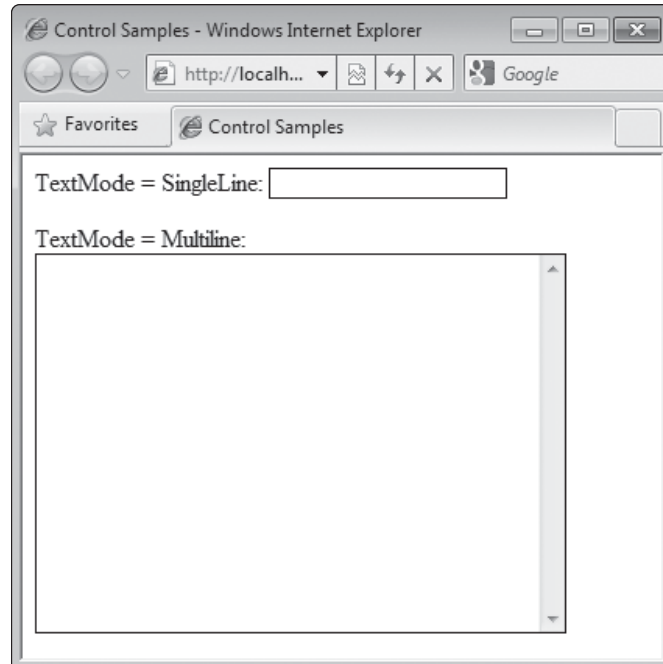 Control Samples - Windows Internet Explorer
http://localh...
Google
Favorites
Control Samples
TextMode = SingleLine:
TextMode = Multiline: